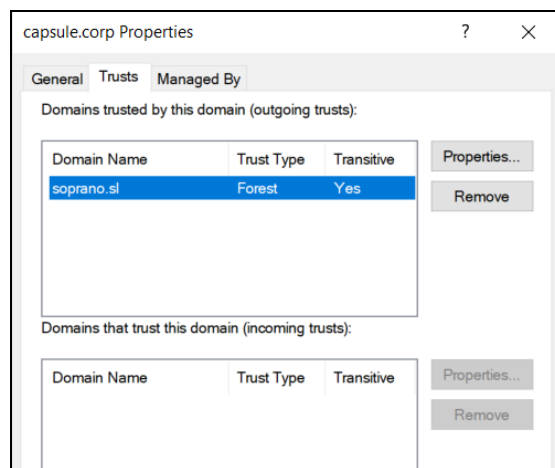 capsule.corp Properties ? ×
General Trusts Managed By
Domains trusted by this domain (outgoing trusts):
Domain Name Trust Type Transitive Properties...
soprano.sl Forest Yes Remove
Domains that trust this domain (incoming trusts):
Domain Name Trust Type Transitive Properties...
Remove